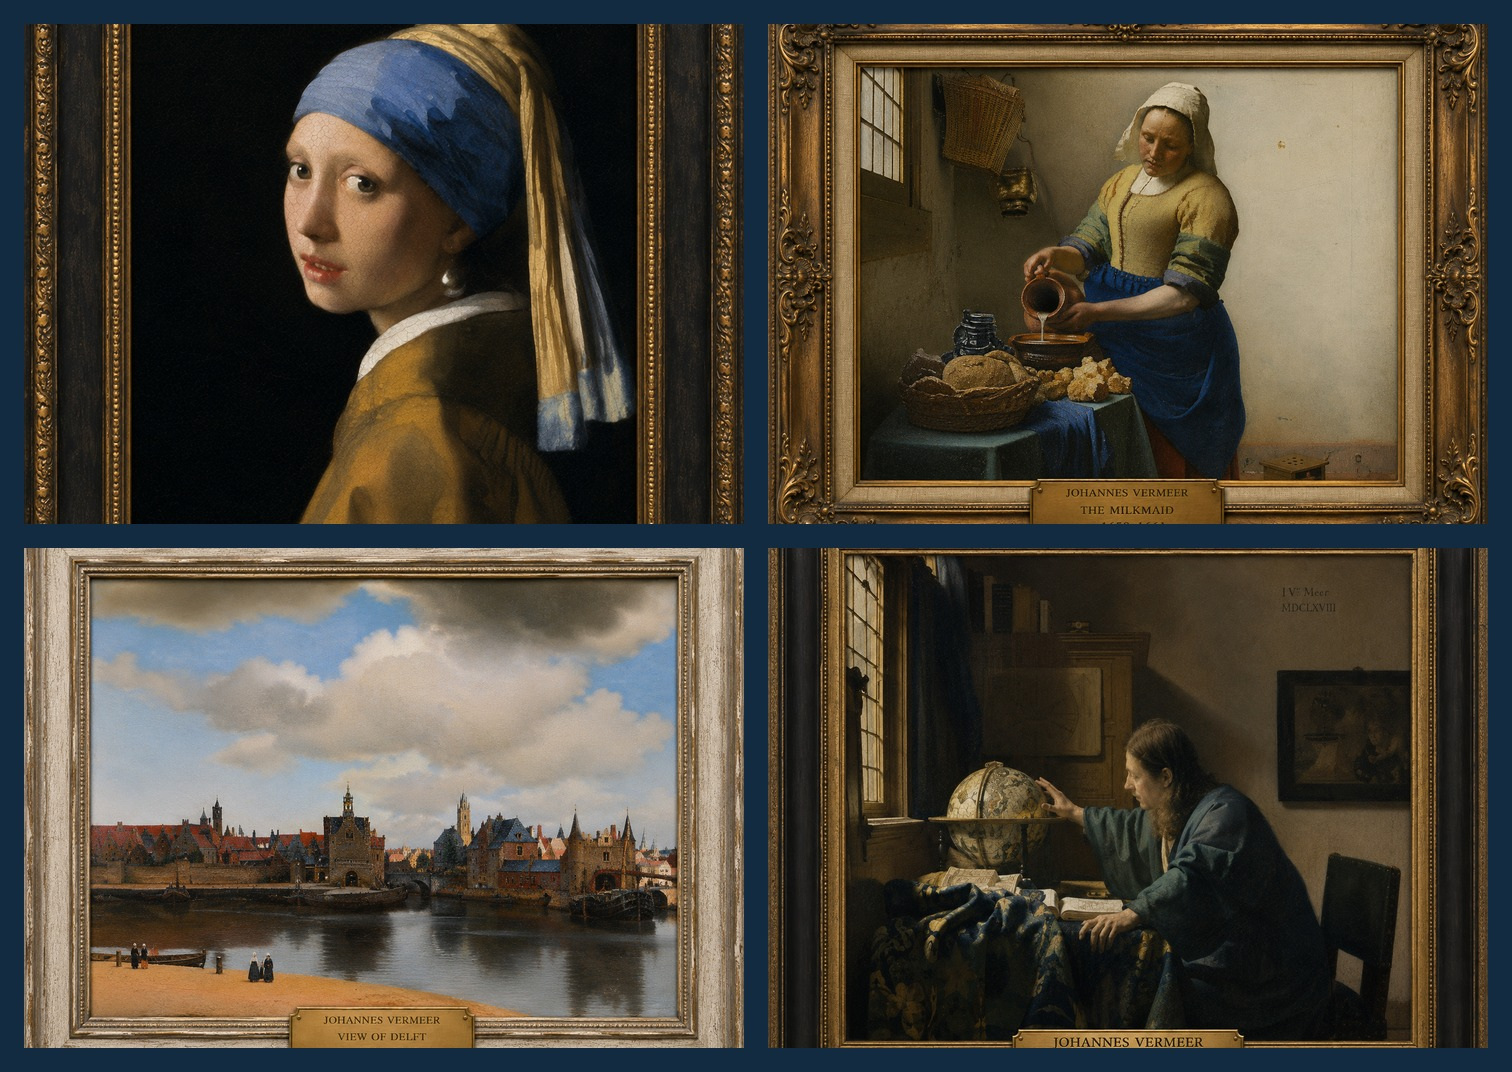 JOHANNES VERMEER
THE MILKMAID
JOHANNES VERMEER
VIEW OF DELFT
I V Meer
MDCLXVIII
JOHANNES VERMEER